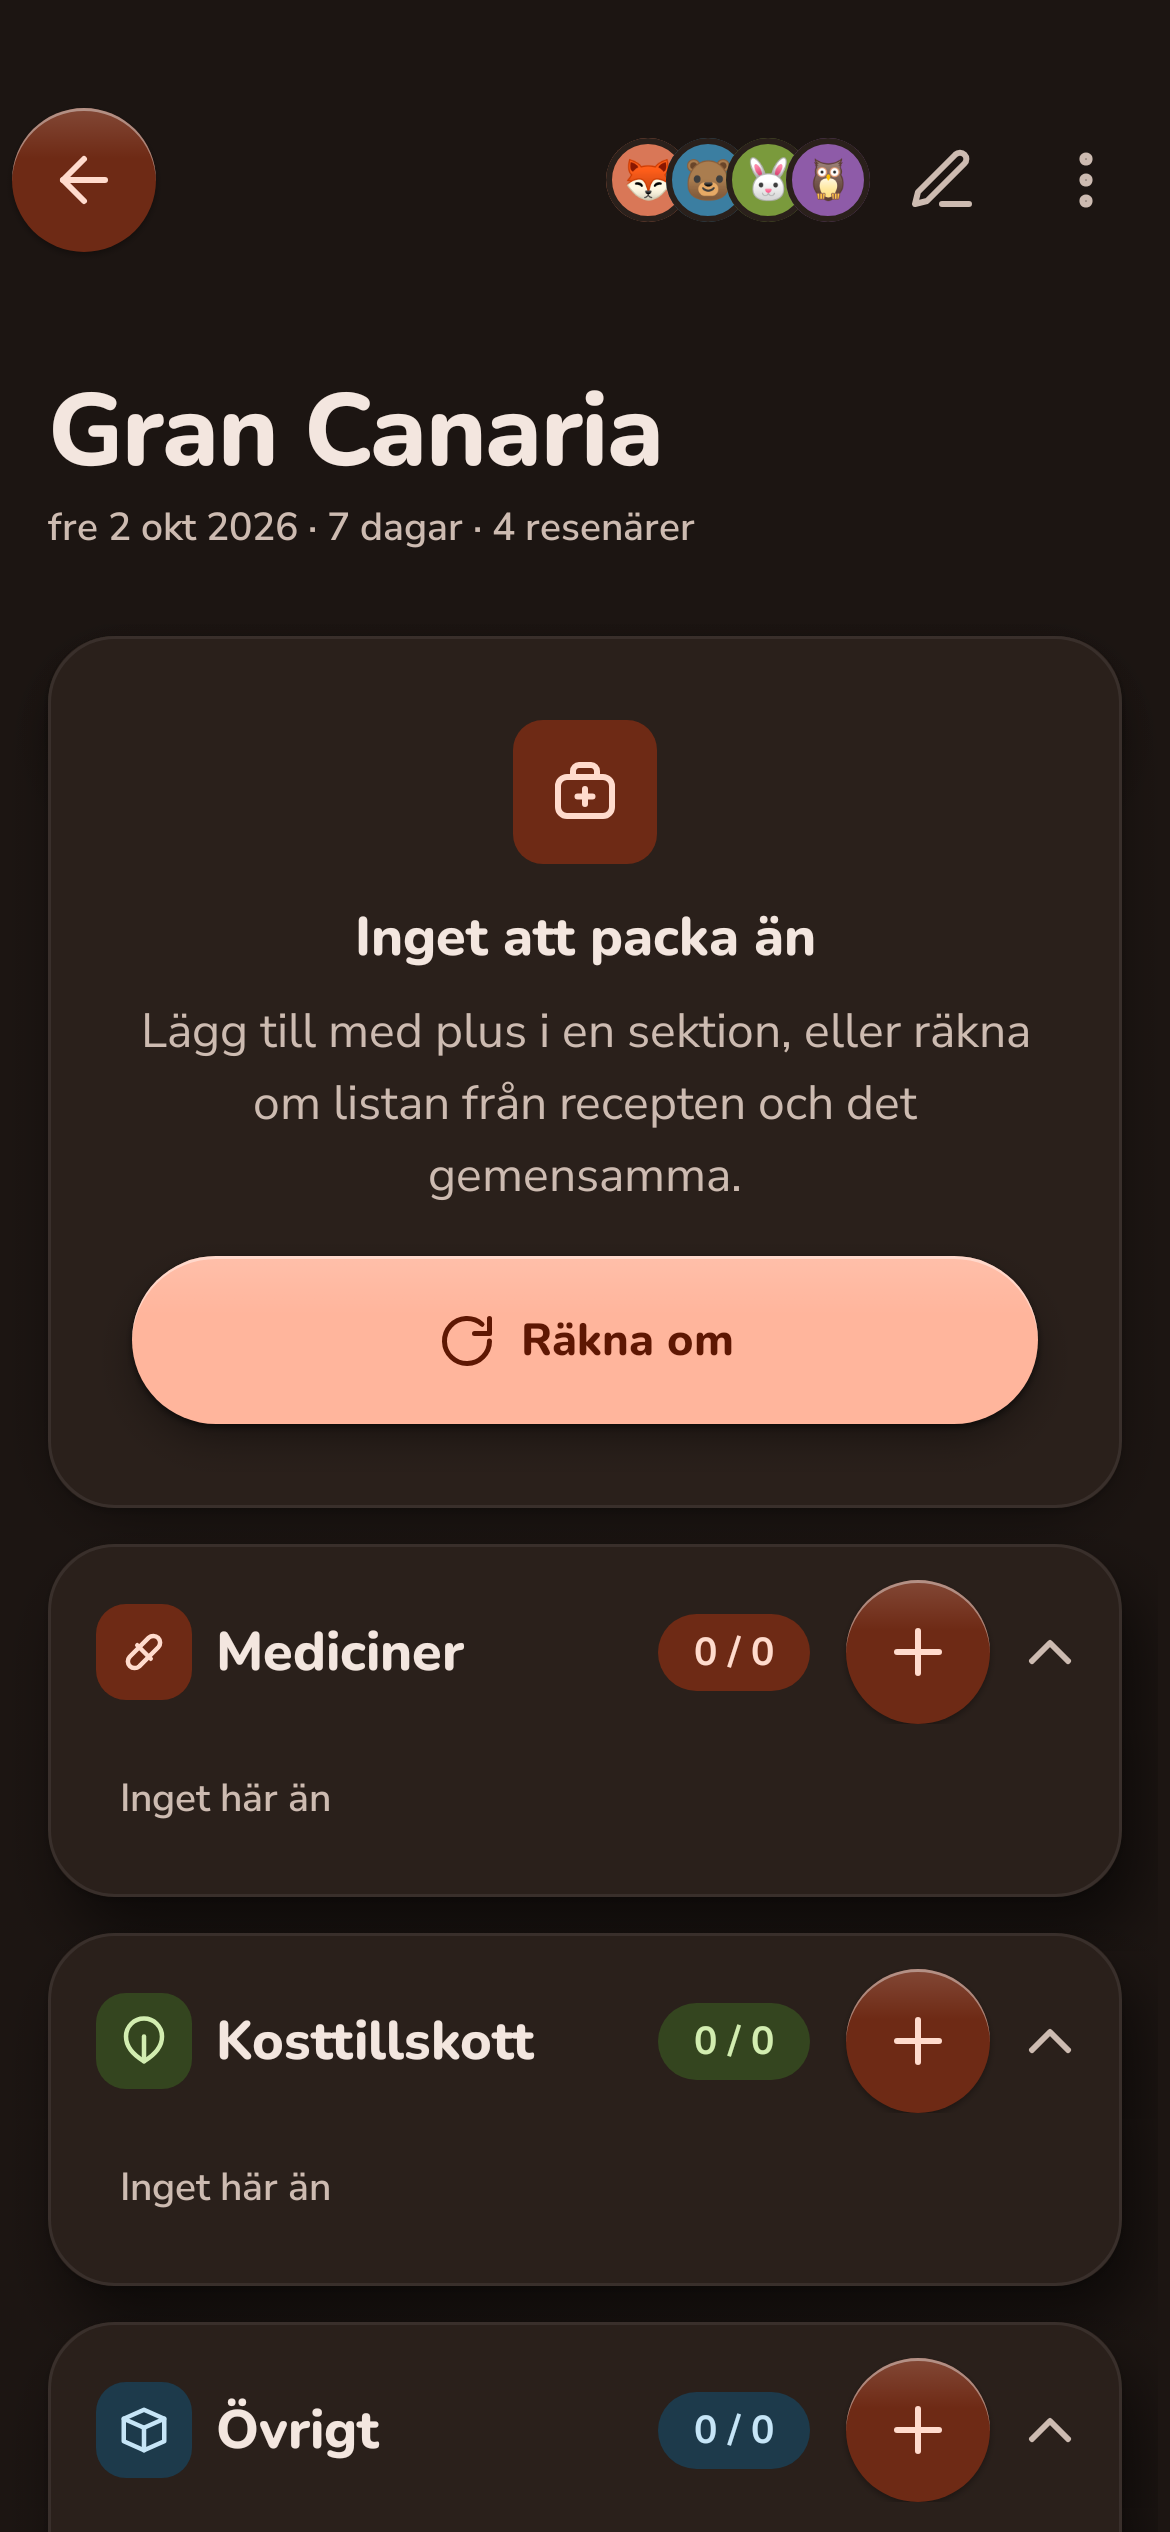 Gran Canaria
fre 2 okt 2026 · 7 dagar · 4 resenärer
Inget att packa än
Lägg till med plus i en sektion, eller räkna
om listan från recepten och det
gemensamma.
Räkna om
Mediciner 0 / 0
Inget här än
Kosttillskott 0 / 0
Inget här än
Övrigt 0 / 0